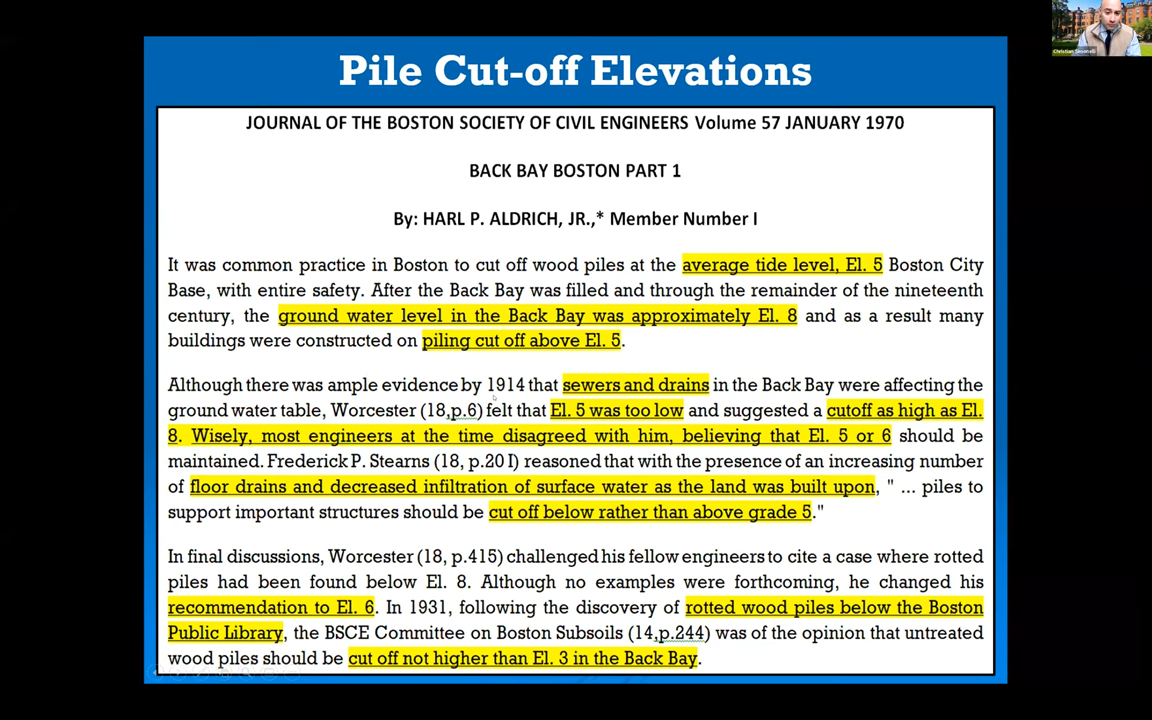 Christian Simonelli
Pile Cut-off Elevations
JOURNAL OF THE BOSTON SOCIETY OF CIVIL ENGINEERS Volume 57 JANUARY 1970
BACK BAY BOSTON PART 1
By: HARL P. ALDRICH, JR.,* Member Number I
It was common practice in Boston to cut off wood piles at the average tide level, El. 5 Boston City
Base, with entire safety. After the Back Bay was filled and through the remainder of the nineteenth
century, the ground water level in the Back Bay was approximately El. 8 and as a result many
buildings were constructed on piling cut off above El. 5.
Although there was ample evidence by 1914 that sewers and drains in the Back Bay were affecting the
ground water table, Worcester (18,p.6) felt that El. 5 was too low and suggested a cutoff as high as El.
8. Wisely, most engineers at the time disagreed with him, believing that El. 5 or 6 should be
maintained. Frederick P. Stearns (18, p.20 I) reasoned that with the presence of an increasing number
of floor drains and decreased infiltration of surface water as the land was built upon, " ... piles to
support important structures should be cut off below rather than above grade 5."
In final discussions, Worcester (18, p.415) challenged his fellow engineers to cite a case where rotted
piles had been found below El. 8. Although no examples were forthcoming, he changed his
recommendation to El. 6. In 1931, following the discovery of rotted wood piles below the Boston
Public Library, the BSCE Committee on Boston Subsoils (14,p.244) was of the opinion that untreated
wood piles should be cut off not higher than El. 3 in the Back Bay.